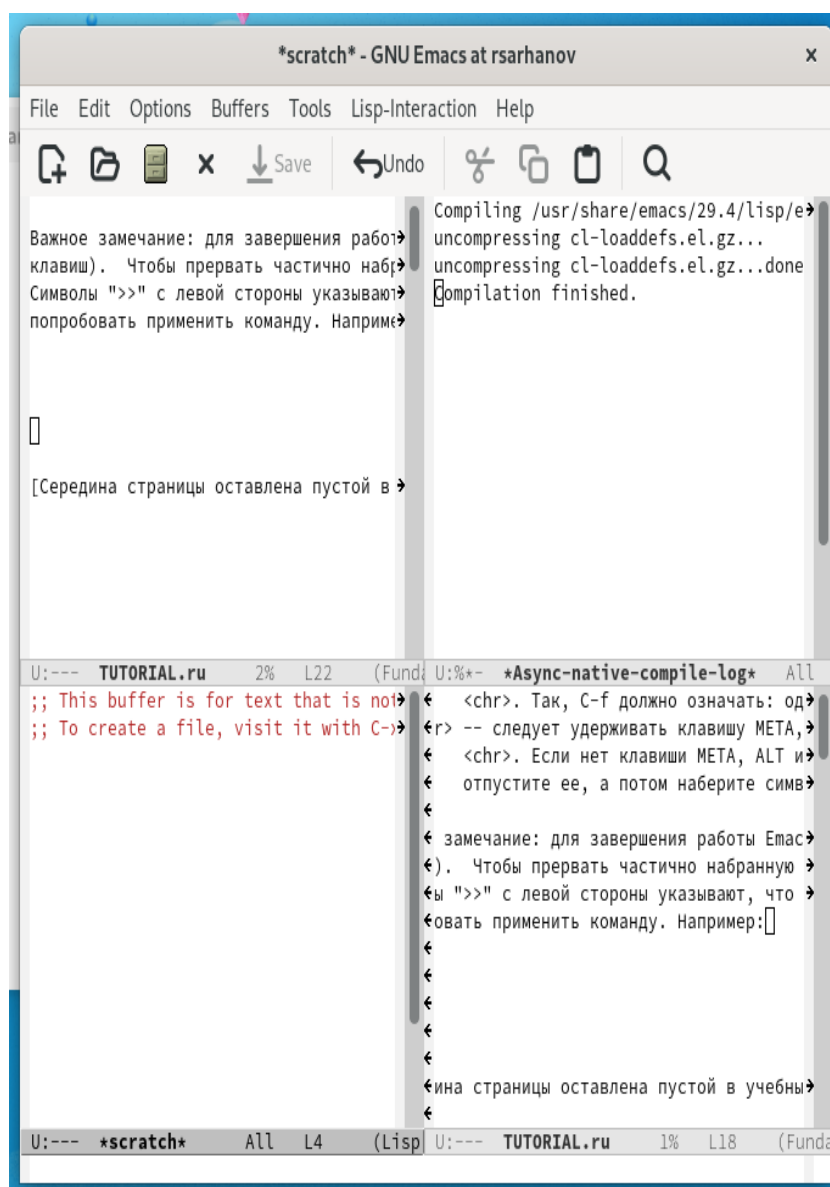 *scratch* - GNU Emacs at rsarhanov
File Edit Options Buffers Tools Lisp-Interaction Help
Save Undo
Важное замечание: для завершения работ
клавиш). Чтобы прервать частично наб
Символы ">>" с левой стороны указывают
попробовать применить команду. Наприме
[Середина страницы оставлена пустой в
U:--- TUTORIAL.ru 2% L22 (Fund
Compiling /usr/share/emacs/29.4/lisp/e
uncompressing cl-loaddefs.el.gz...
uncompressing cl-loaddefs.el.gz...done
Compilation finished.
U:%*- *Async-native-compile-log* All
;; This buffer is for text that is not
;; To create a file, visit it with C-
U:--- *scratch* All L4 (Lisp
<chr>. Так, C-f должно означать: од
r> -- следует удерживать клавишу META,
<chr>. Если нет клавиши META, ALT и
отпустите ее, а потом наберите симв
замечание: для завершения работы Emac
). Чтобы прервать частично набранную
ы ">>" с левой стороны указывают, что
овать применить команду. Например:
ина страницы оставлена пустой в учебны
U:--- TUTORIAL.ru 1% L18 (Funda